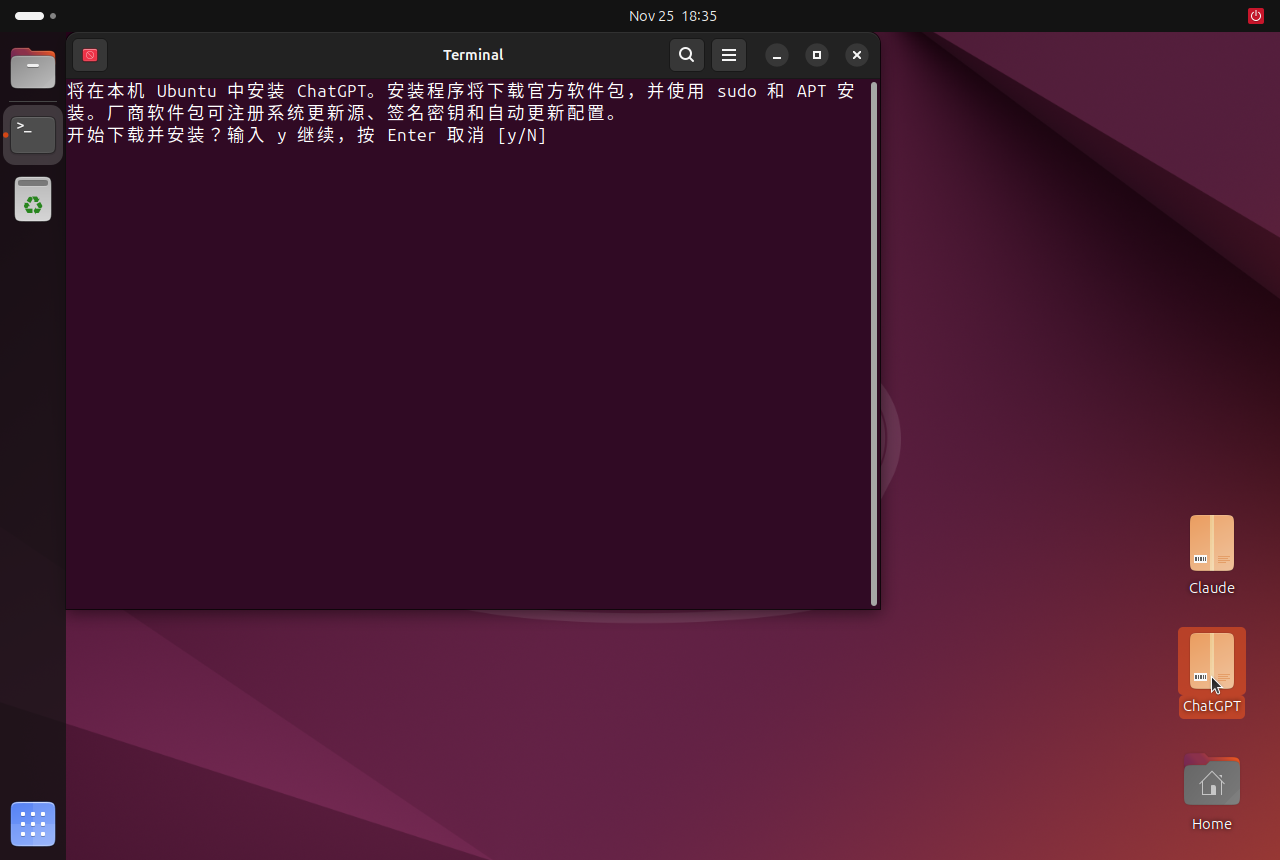 Nov 25 18:35
Terminal
将在本机 Ubuntu 中安装 ChatGPT。安装程序将下载官方软件包，并使用 sudo 和 APT 安
装。厂商软件包可注册系统更新源、签名密钥和自动更新配置。
开始下载并安装？输入 y 继续，按 Enter 取消 [y/N]
>_
Claude
ChatGPT
Home